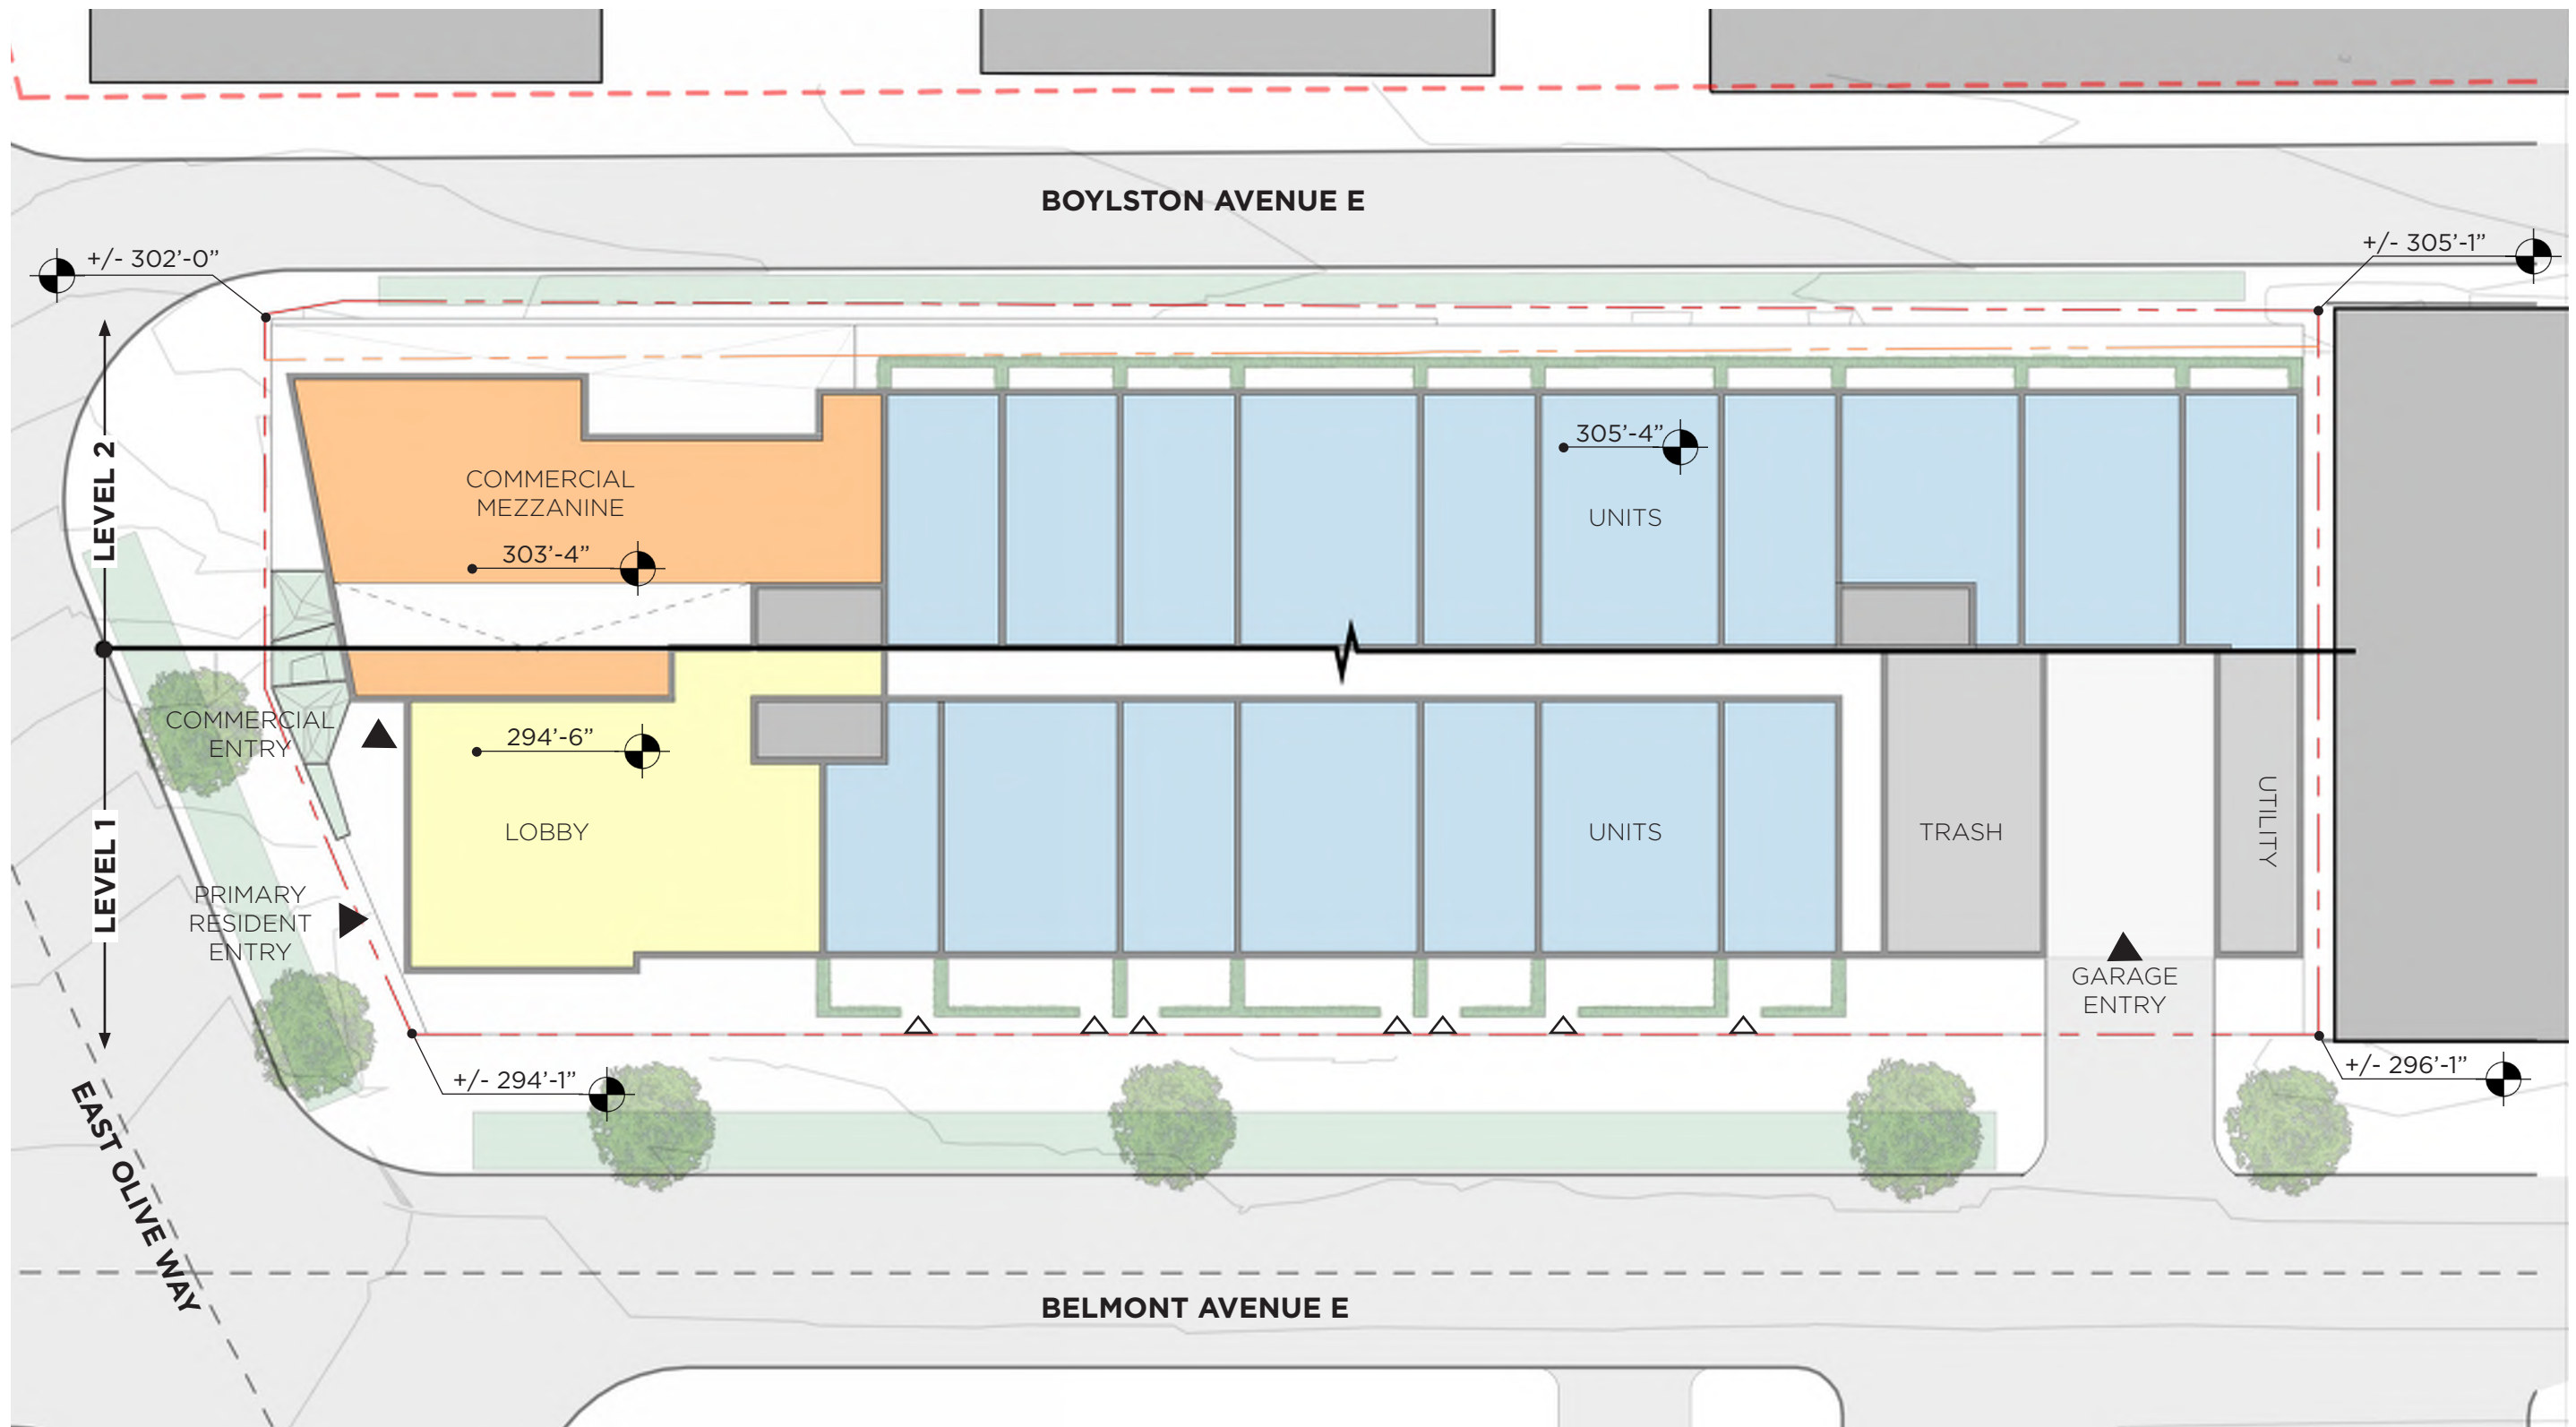 BOYLSTON AVENUE E
+/- 302’-0”
+/- 305’-1”
LEVEL 2
COMMERCIAL
MEZZANINE
303’-4”
305’-4”
UNITS
COMMERCIAL
ENTRY
294’-6”
LOBBY
UNITS
TRASH
UTILITY
LEVEL 1
PRIMARY
RESIDENT
ENTRY
GARAGE
ENTRY
+/- 294’-1”
+/- 296’-1”
EAST OLIVE WAY
BELMONT AVENUE E